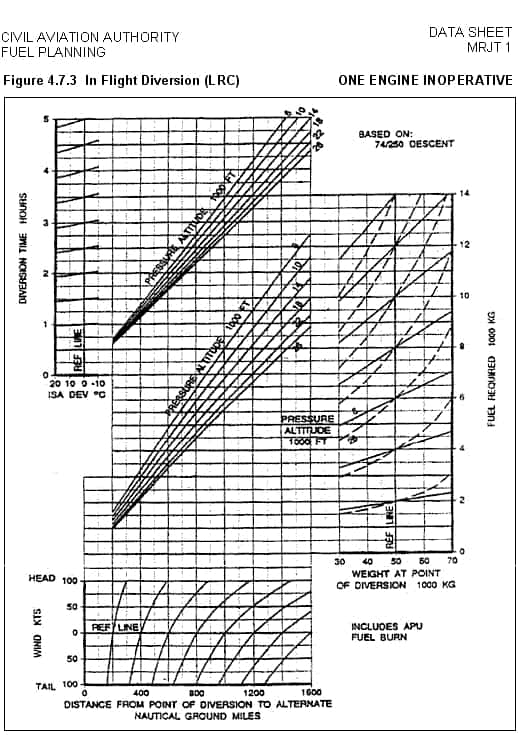 CIVIL AVIATION AUTHORITY
FUEL PLANNING
DATA SHEET
MRJT 1
Figure 4.7.3 In Flight Diversion (LRC)
ONE ENGINE INOPERATIVE
BASED ON:
74/250 DESCENT
6 10 14
18
22
26
PRESSURE ALTITUDE 1000 FT
DIVERSION TIME HOURS
5
4
3
2
1
0
REF LINE
20 10 0 -10
ISA DEV °C
PRESSURE ALTITUDE 1000 FT
10
18
22
26
14
12
10
8
6
4
2
0
FUEL REQUIRED 1000 KG
PRESSURE
ALTITUDE
1000 FT
6
26
REF LINE
30 40 50 60 70
WEIGHT AT POINT
OF DIVERSION 1000 KG
HEAD 100
50
0
50
TAIL 100
WIND KTS
REF LINE
0 400 800 1200 1600
DISTANCE FROM POINT OF DIVERSION TO ALTERNATE
NAUTICAL GROUND MILES
INCLUDES APU
FUEL BURN